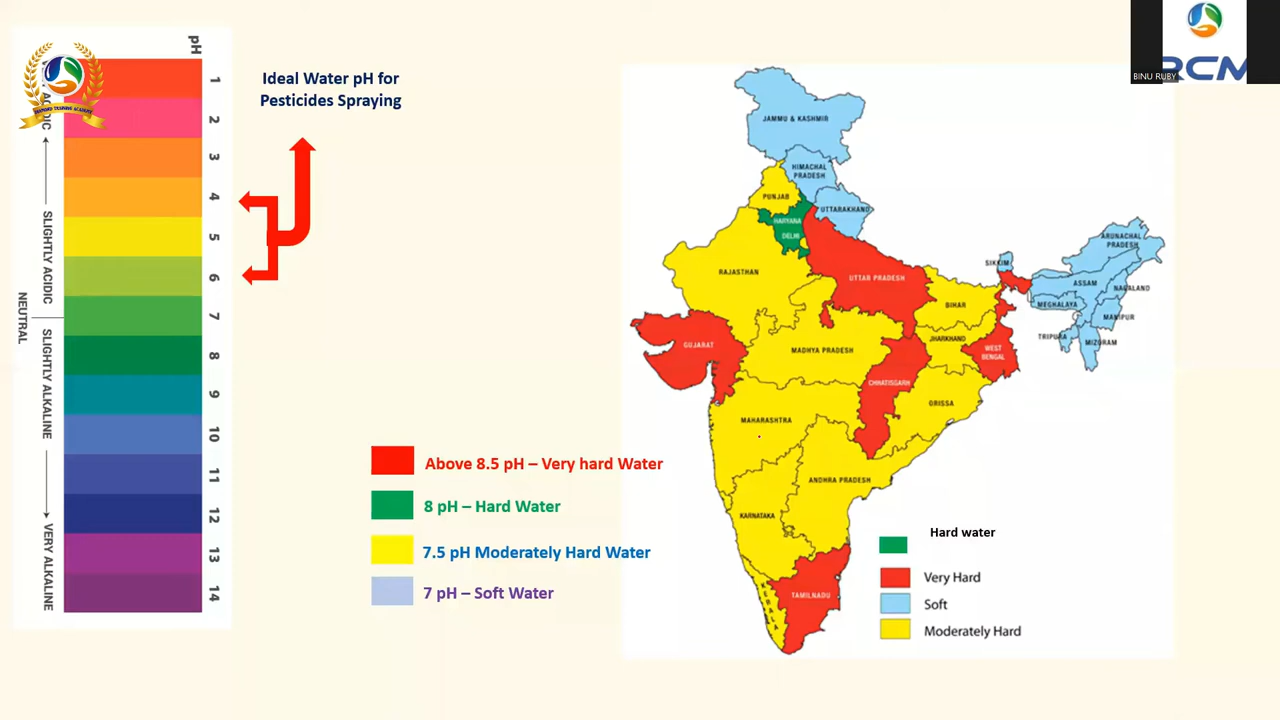 pH
1
2
3
4
5
6
7
8
9
10
11
12
13
14
SLIGHTLY ACIDIC
NEUTRAL
SLIGHTLY ALKALINE
VERY ALKALINE
Ideal Water pH for
Pesticides Spraying
Above 8.5 pH – Very hard Water
8 pH – Hard Water
7.5 pH Moderately Hard Water
7 pH – Soft Water
JAMMU & KASHMIR
HIMACHAL
PRADESH
PUNJAB
UTTARAKHAND
HARYANA
DELHI
RAJASTHAN
UTTAR PRADESH
SIKKIM
ARUNACHAL
PRADESH
ASSAM
NAGALAND
MEGHALAYA
MANIPUR
TRIPURA
MIZORAM
BIHAR
JHARKHAND
WEST
BENGAL
GUJARAT
MADHYA PRADESH
CHHATISGARH
ORISSA
MAHARASHTRA
ANDHRA PRADESH
KARNATAKA
KERALA
TAMILNADU
Hard water
Very Hard
Soft
Moderately Hard
RCM
BINU RUBY